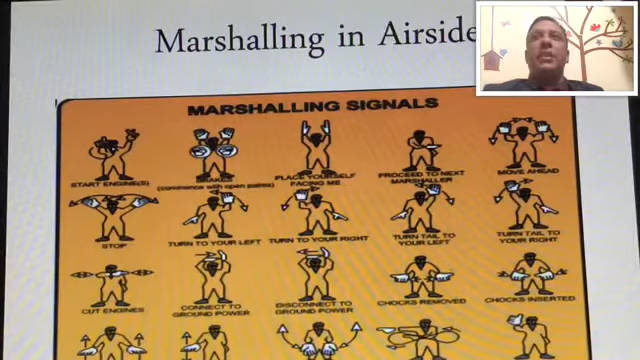 Marshalling in Airside
MARSHALLING SIGNALS
START ENGINE(S)
(commence with open palms)
PLACE YOURSELF
FACING ME
PROCEED TO NEXT
MARSHALLER
MOVE AHEAD
STOP
TURN TO YOUR LEFT
TURN TO YOUR RIGHT
TURN TAIL TO
YOUR LEFT
TURN TAIL TO
YOUR RIGHT
CUT ENGINES
CONNECT TO
GROUND POWER
DISCONNECT TO
GROUND POWER
CHOCKS REMOVED
CHOCKS INSERTED